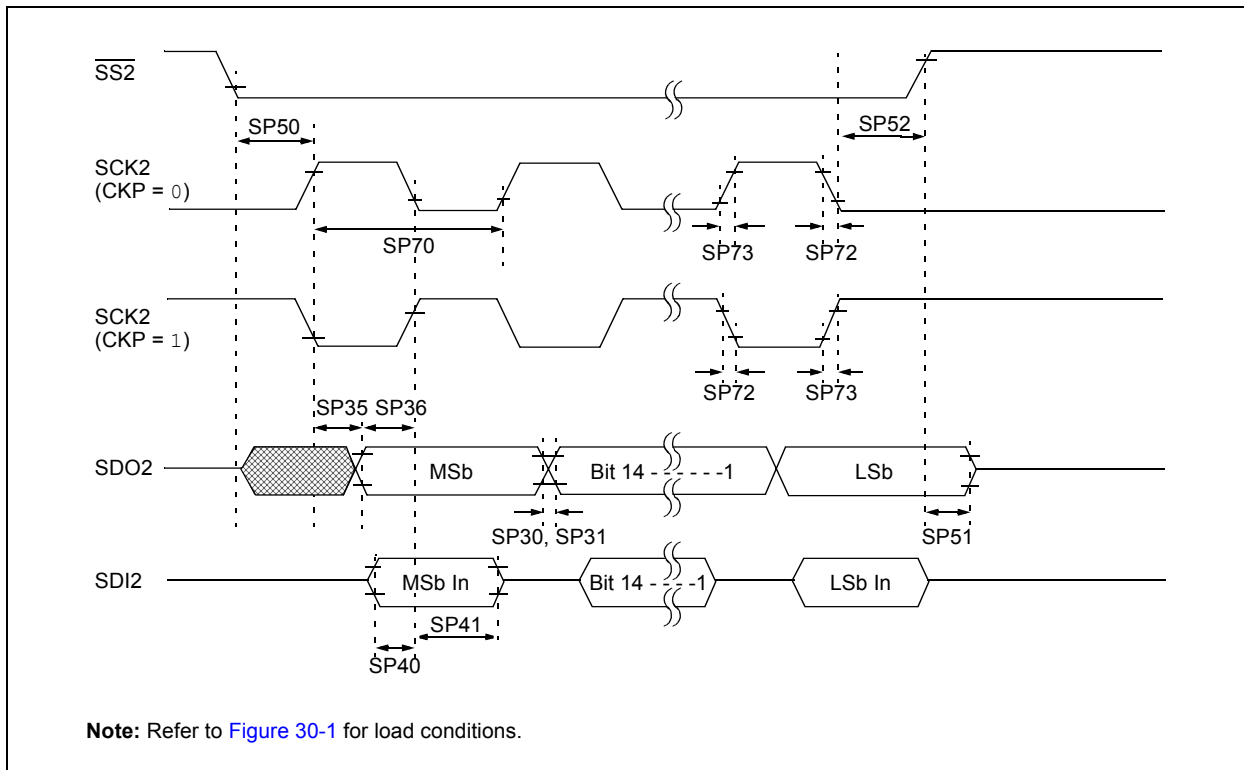 SS2
SP50
SP52
SCK2
(CKP = 0)
SP70
SP73
SP72
SCK2
(CKP = 1)
SP72
SP73
SP35 SP36
SDO2
MSb
Bit 14 - - - - - -1
LSb
SP30, SP31
SP51
SDI2
MSb In
Bit 14 - - - -1
LSb In
SP41
SP40
Note: Refer to Figure 30-1 for load conditions.